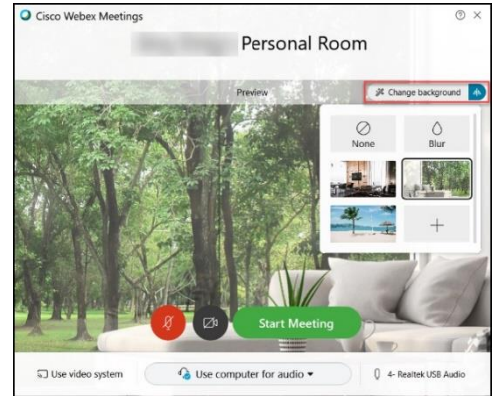 Cisco Webex Meetings
Personal Room
Preview
Change background
None
Blur
Start Meeting
Use video system
Use computer for audio
4- Realtek USB Audio